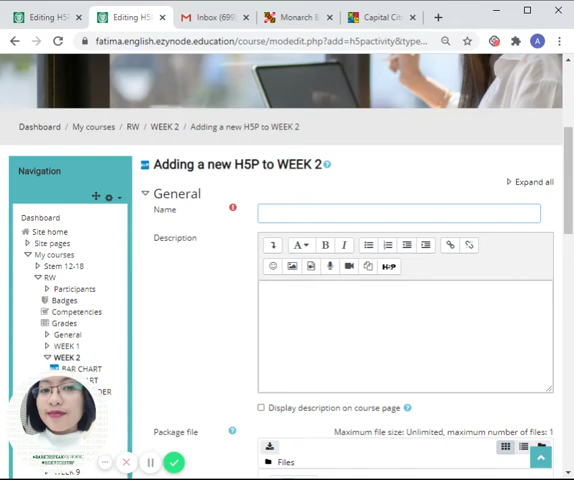 Editing H5P
Editing H5P
Inbox (699
Monarch B
Capital Cit
fatima.english.ezynode.education/course/modedit.php?add=h5pactivity&type...
A
Dashboard / My courses / RW / WEEK 2 / Adding a new H5P to WEEK 2
Navigation
Dashboard
Site home
Site pages
My courses
Stem 12-18
RW
Participants
Badges
Competencies
Grades
General
WEEK 1
WEEK 2
BAR CHART
ART
DER
WEEK 9
Adding a new H5P to WEEK 2
Expand all
General
Name
Description
A B I
H-P
Display description on course page
Package file
Maximum file size: Unlimited, maximum number of files: 1
Files